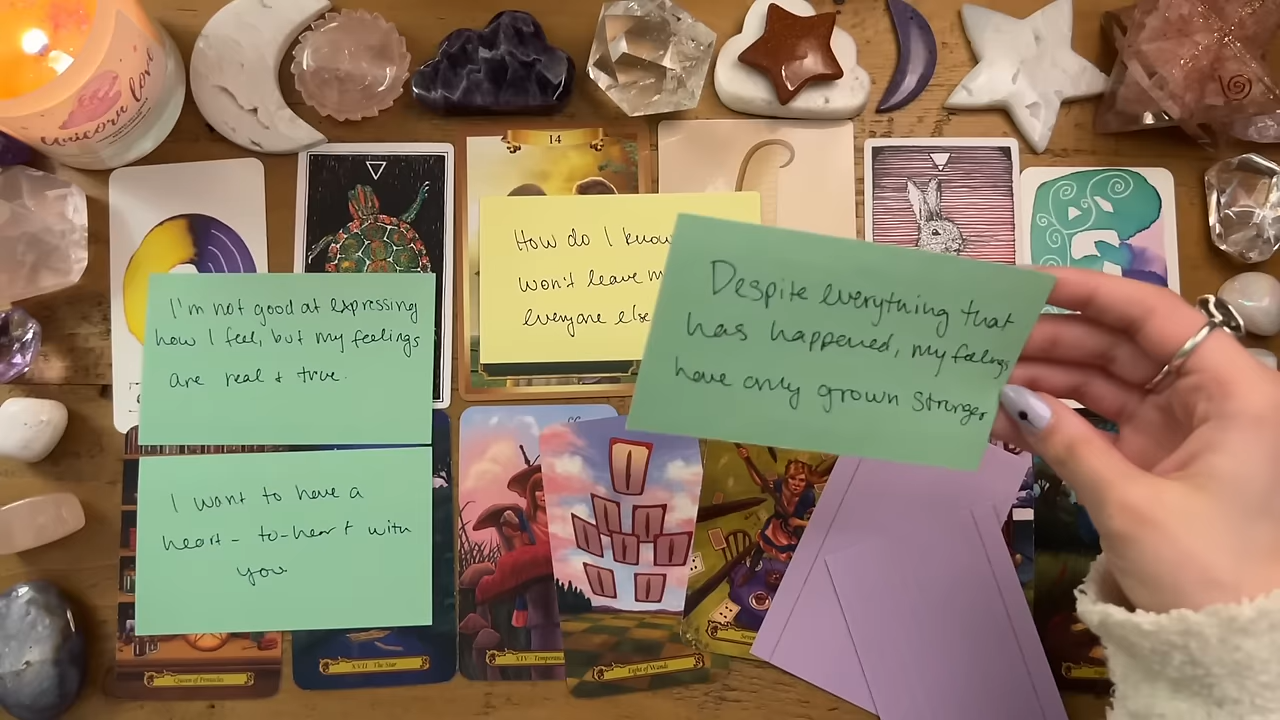 Unicorn Love
14
How do I know
won't leave m
everyone else
Despite everything that
has happened, my feelings
have only grown stronger
I'm not good at expressing
how I feel, but my feelings
are real & true.
I want to have a
heart-to-heart with
you
Queen of Pentacles
XVII The Star
XIV Temperance
Eight of Wands